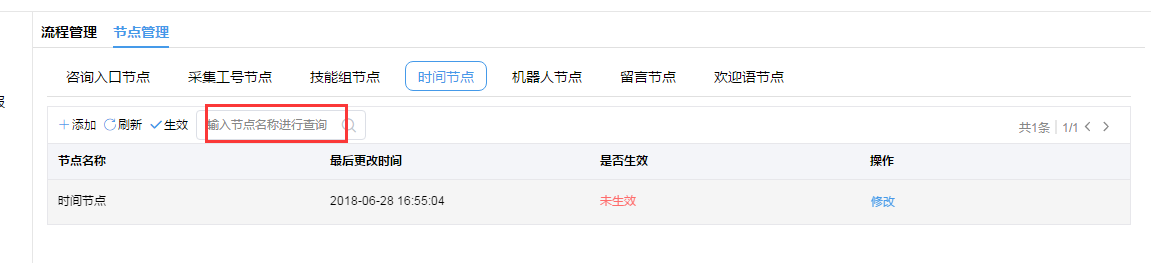 流程管理 节点管理
咨询入口节点 采集工号节点 技能组节点 时间节点 机器人节点 留言节点 欢迎语节点
添加 刷新 生效 输入节点名称进行查询 共1条 1/1
节点名称 最后更改时间 是否生效 操作
时间节点 2018-06-28 16:55:04 未生效 修改